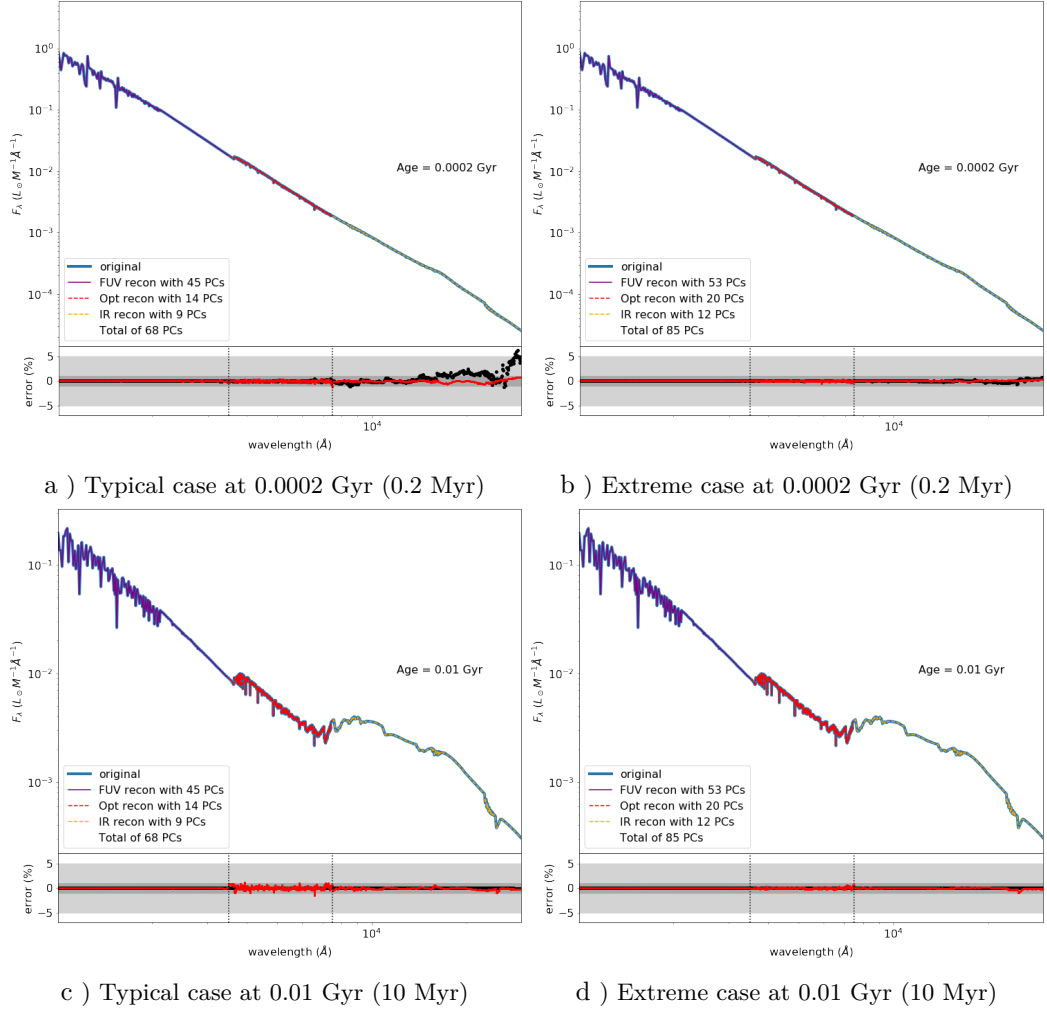 10⁰
10⁻¹
10⁻²
10⁻³
10⁻⁴
F_λ (L_⊙ M⁻¹ Å⁻¹)
Age = 0.0002 Gyr
original
FUV recon with 45 PCs
Opt recon with 14 PCs
IR recon with 9 PCs
Total of 68 PCs
5
0
−5
error (%)
10⁴
wavelength (Å)
a ) Typical case at 0.0002 Gyr (0.2 Myr)
10⁰
10⁻¹
10⁻²
10⁻³
10⁻⁴
F_λ (L_⊙ M⁻¹ Å⁻¹)
Age = 0.0002 Gyr
original
FUV recon with 53 PCs
Opt recon with 20 PCs
IR recon with 12 PCs
Total of 85 PCs
5
0
−5
error (%)
10⁴
wavelength (Å)
b ) Extreme case at 0.0002 Gyr (0.2 Myr)
10⁻¹
10⁻²
10⁻³
F_λ (L_⊙ M⁻¹ Å⁻¹)
Age = 0.01 Gyr
original
FUV recon with 45 PCs
Opt recon with 14 PCs
IR recon with 9 PCs
Total of 68 PCs
5
0
−5
error (%)
10⁴
wavelength (Å)
c ) Typical case at 0.01 Gyr (10 Myr)
10⁻¹
10⁻²
10⁻³
F_λ (L_⊙ M⁻¹ Å⁻¹)
Age = 0.01 Gyr
original
FUV recon with 53 PCs
Opt recon with 20 PCs
IR recon with 12 PCs
Total of 85 PCs
5
0
−5
error (%)
10⁴
wavelength (Å)
d ) Extreme case at 0.01 Gyr (10 Myr)